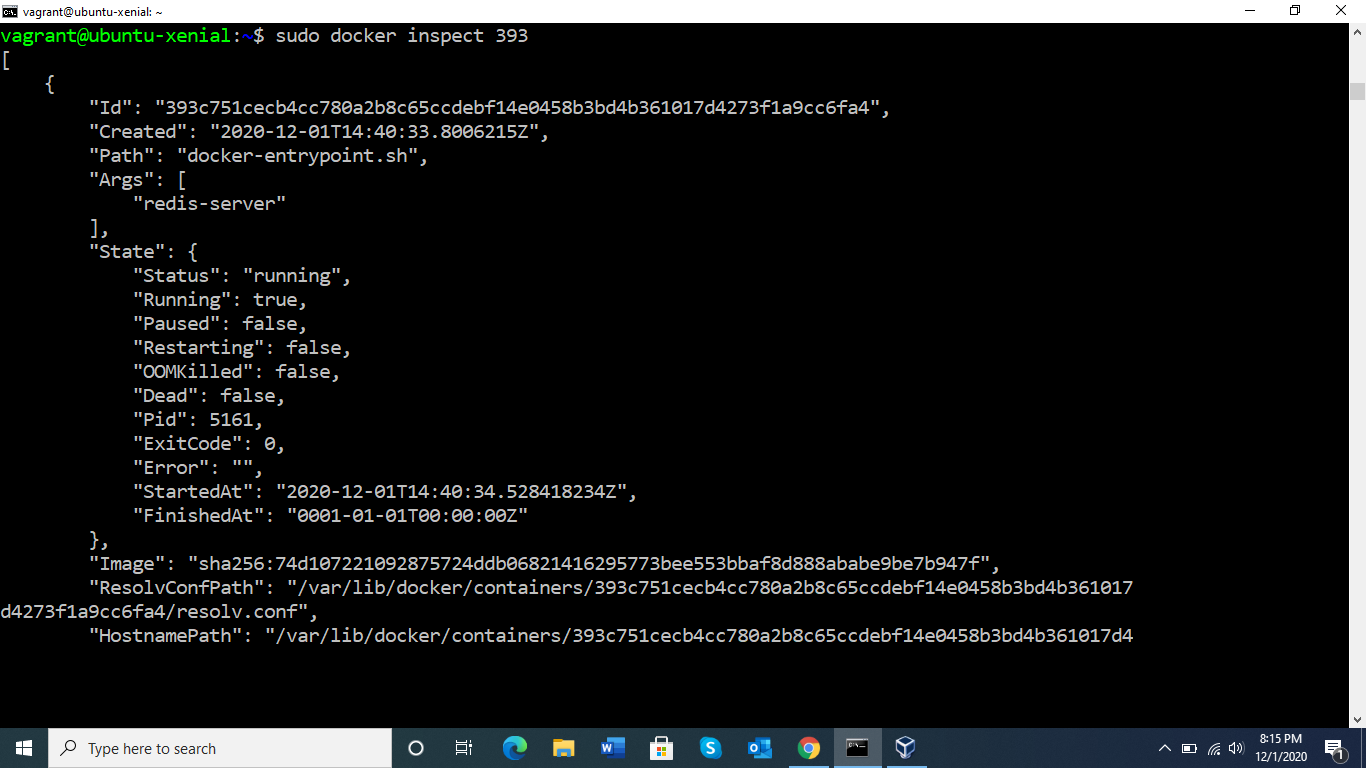 vagrant@ubuntu-xenial: ~
vagrant@ubuntu-xenial:~$ sudo docker inspect 393
[
    {
        "Id": "393c751cecb4cc780a2b8c65ccdebf14e0458b3bd4b361017d4273f1a9cc6fa4",
        "Created": "2020-12-01T14:40:33.8006215Z",
        "Path": "docker-entrypoint.sh",
        "Args": [
            "redis-server"
        ],
        "State": {
            "Status": "running",
            "Running": true,
            "Paused": false,
            "Restarting": false,
            "OOMKilled": false,
            "Dead": false,
            "Pid": 5161,
            "ExitCode": 0,
            "Error": "",
            "StartedAt": "2020-12-01T14:40:34.528418234Z",
            "FinishedAt": "0001-01-01T00:00:00Z"
        },
        "Image": "sha256:74d107221092875724ddb06821416295773bee553bbaf8d888ababe9be7b947f",
        "ResolvConfPath": "/var/lib/docker/containers/393c751cecb4cc780a2b8c65ccdebf14e0458b3bd4b361017
d4273f1a9cc6fa4/resolv.conf",
        "HostnamePath": "/var/lib/docker/containers/393c751cecb4cc780a2b8c65ccdebf14e0458b3bd4b361017d4
Type here to search
8:15 PM
12/1/2020
1